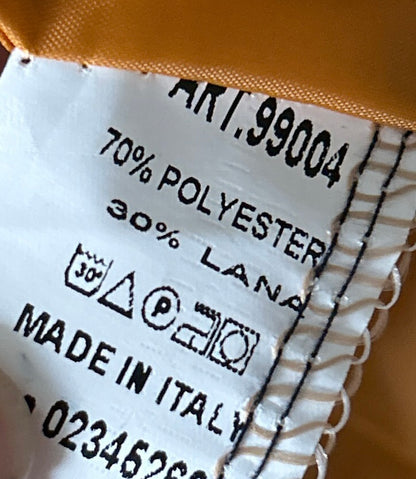 ART.99004
70% POLYESTER
30% LANA
30° P
MADE IN ITALY